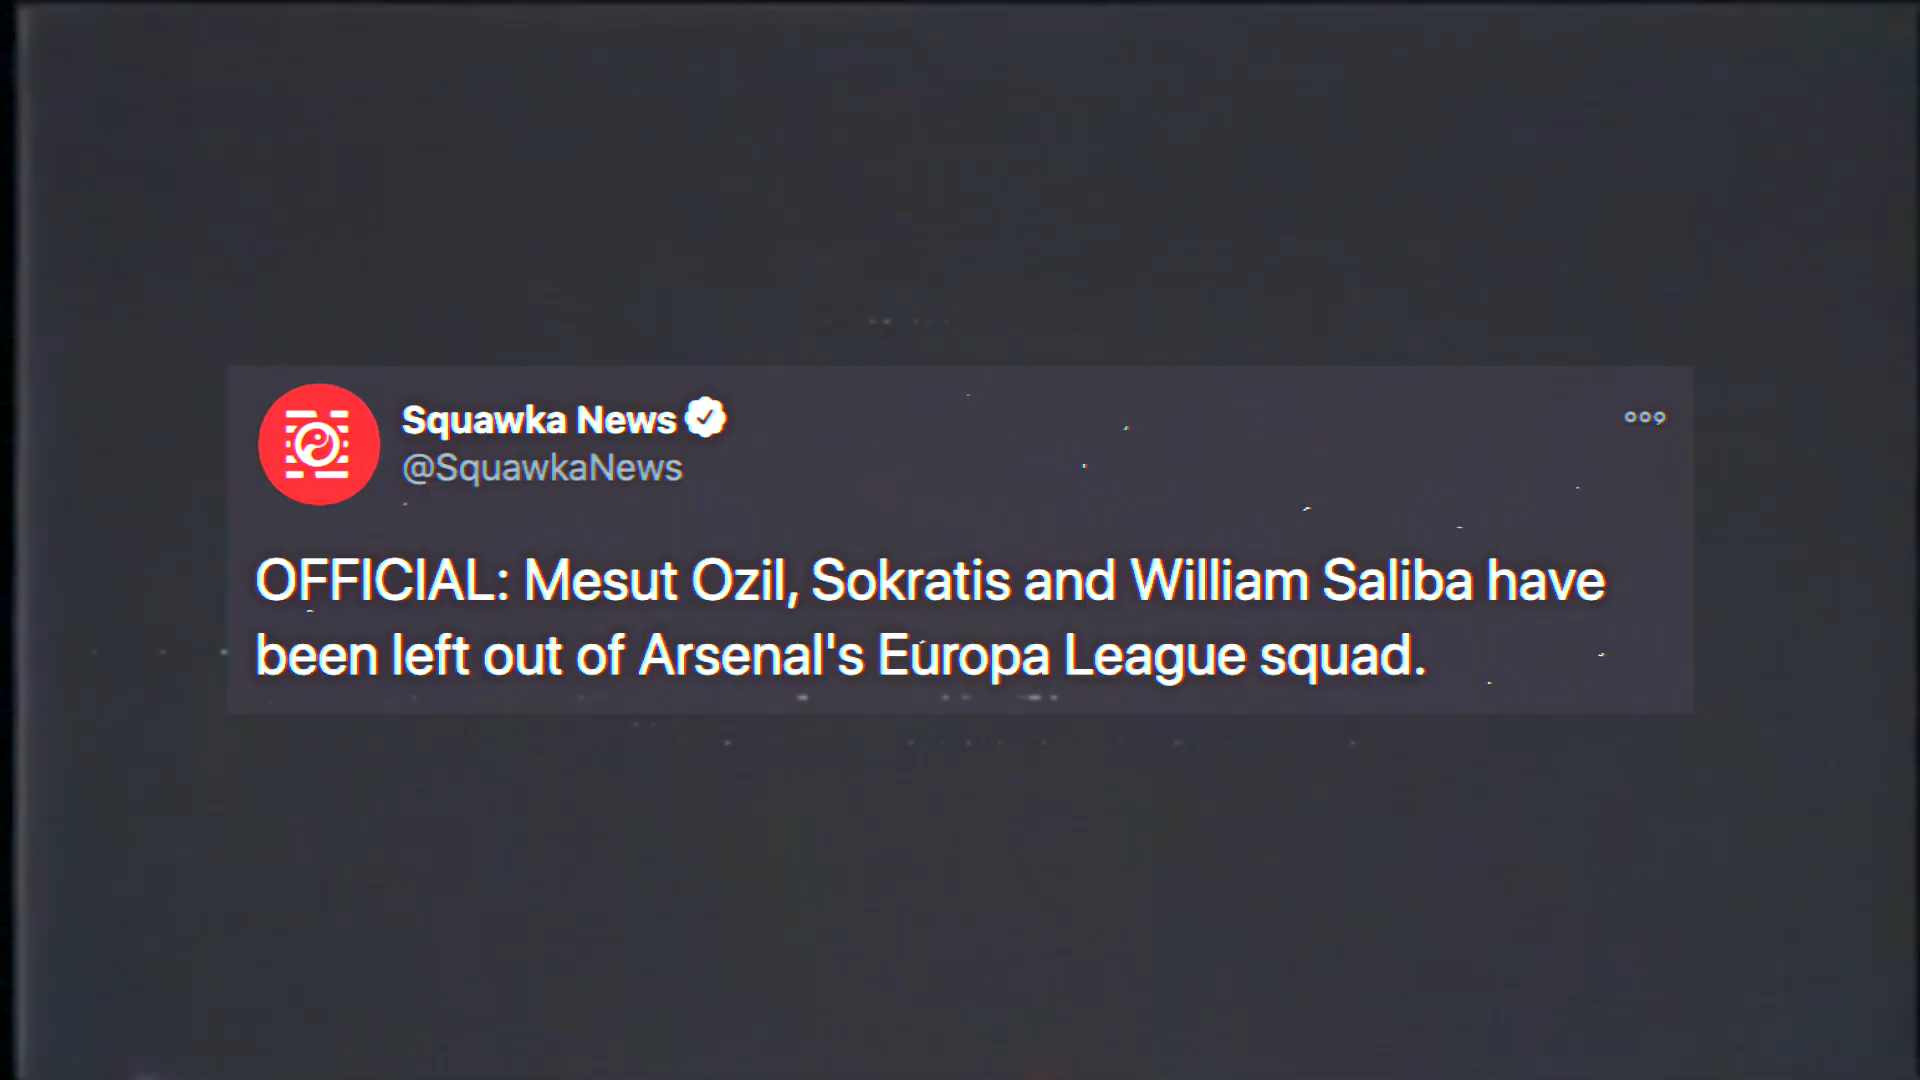 Squawka News
@SquawkaNews
OFFICIAL: Mesut Ozil, Sokratis and William Saliba have
been left out of Arsenal's Europa League squad.